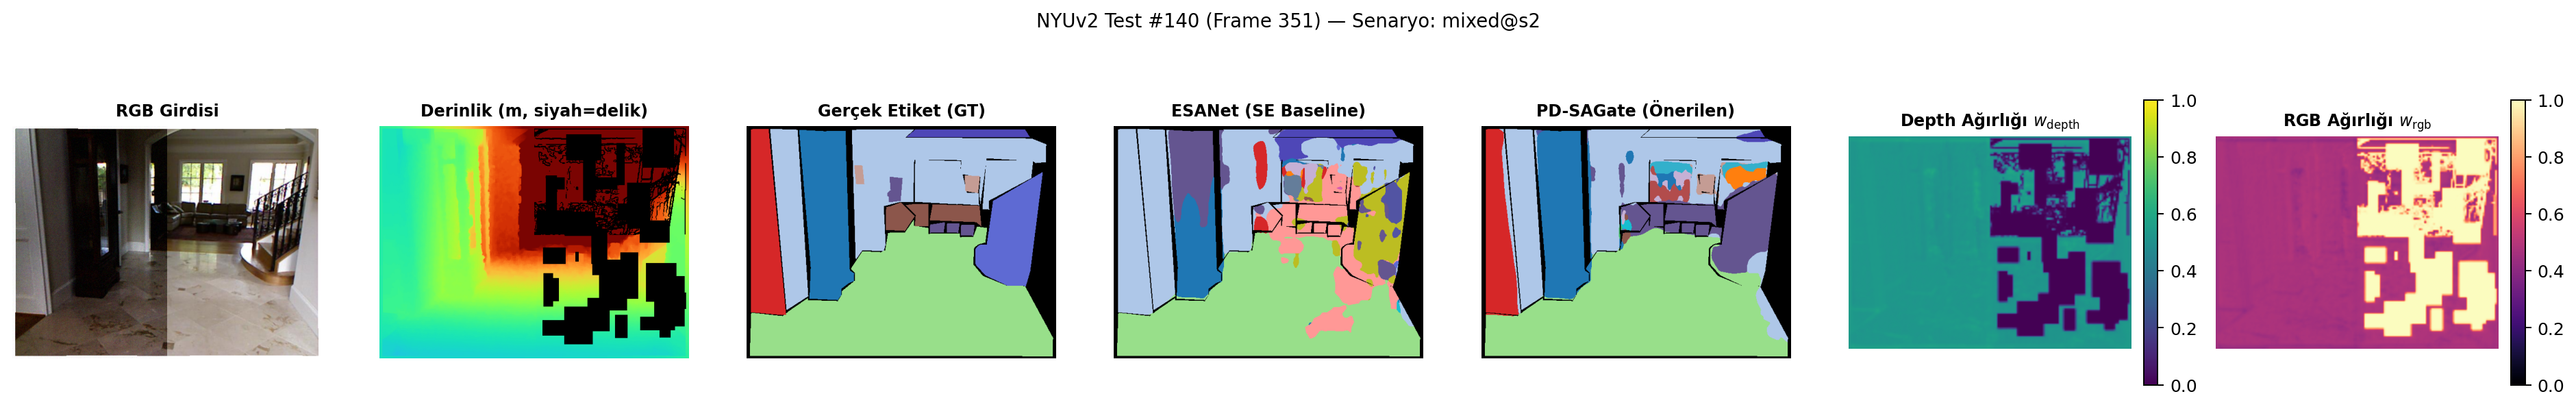 NYUv2 Test #140 (Frame 351) — Senaryo: mixed@s2
RGB Girdisi
Derinlik (m, siyah=delik)
Gerçek Etiket (GT)
ESANet (SE Baseline)
PD-SAGate (Önerilen)
Depth Ağırlığı w_depth
1.0
0.8
0.6
0.4
0.2
0.0
RGB Ağırlığı w_rgb
1.0
0.8
0.6
0.4
0.2
0.0